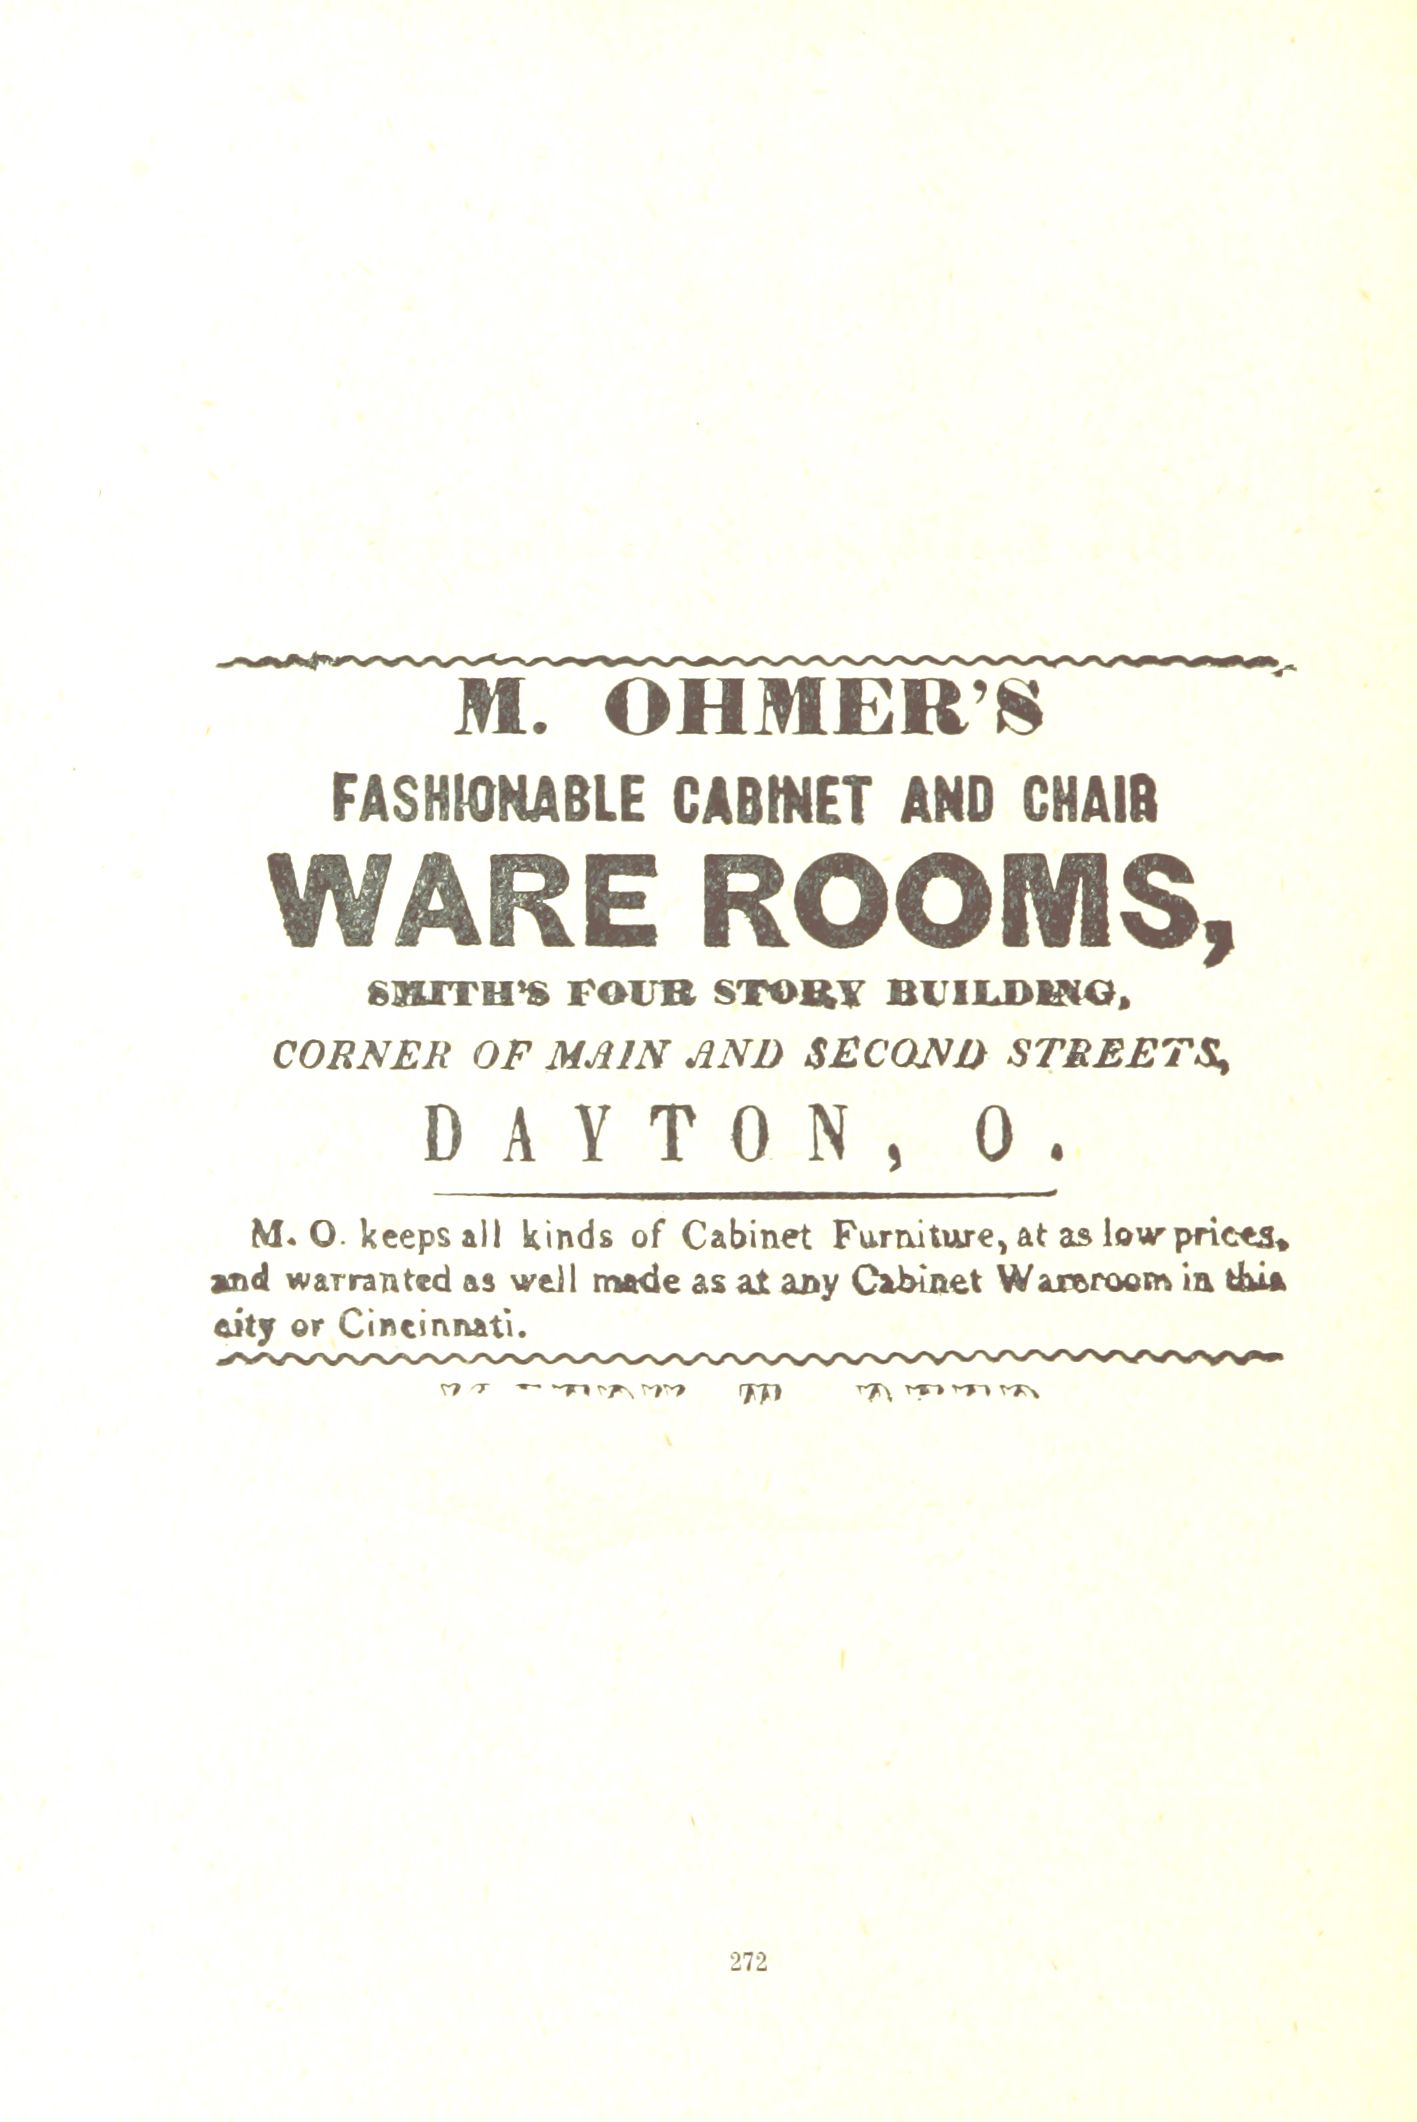 M. OHMER'S
FASHIONABLE CABINET AND CHAIR
WARE ROOMS,
SMITH'S FOUR STORY BUILDING,
CORNER OF MAIN AND SECOND STREETS,
DAYTON, O.
M. O. keeps all kinds of Cabinet Furniture, at as low prices,
and warranted as well made as at any Cabinet Wareroom in this
city or Cincinnati.
272